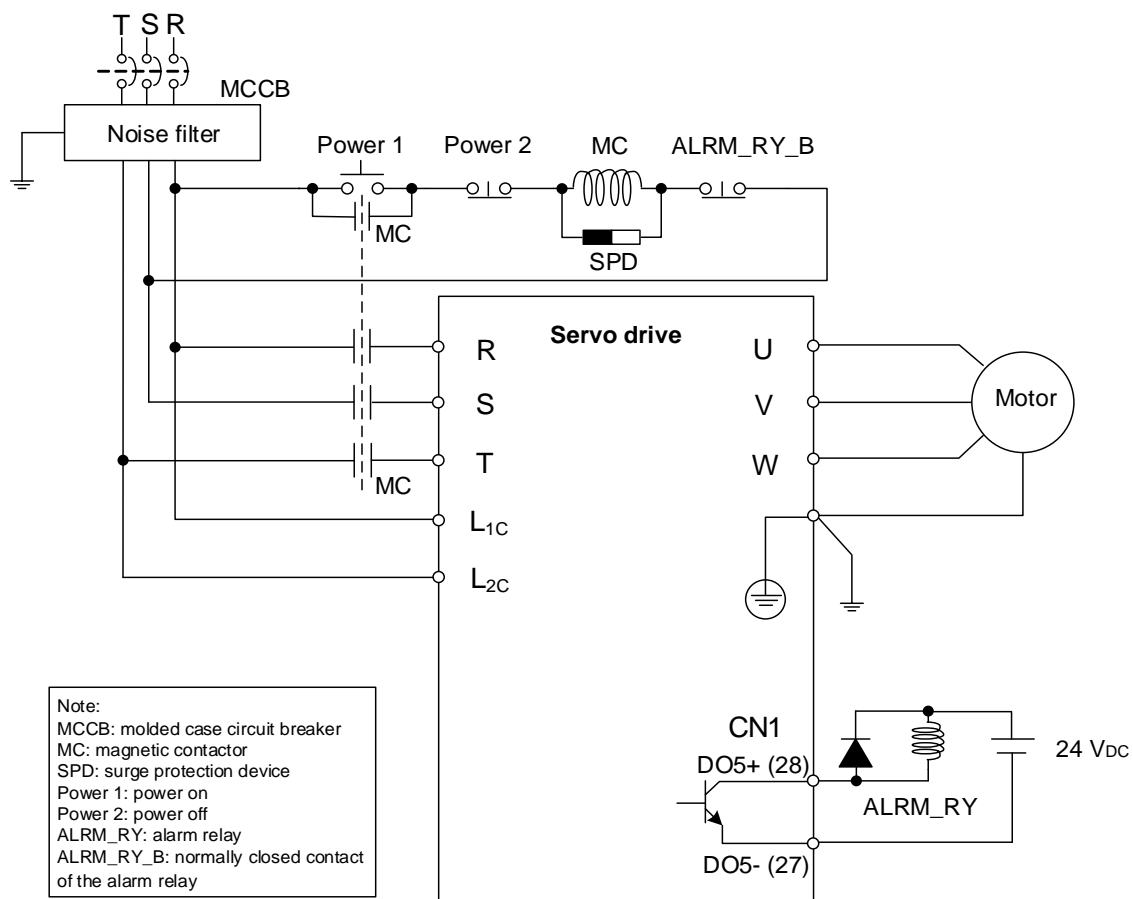 T S R
MCCB
Noise filter
Power 1
Power 2
MC
ALRM_RY_B
MC
SPD
Servo drive
R
U
S
V
Motor
T
W
MC
L1C
L2C
Note:
MCCB: molded case circuit breaker
MC: magnetic contactor
SPD: surge protection device
Power 1: power on
Power 2: power off
ALRM_RY: alarm relay
ALRM_RY_B: normally closed contact
of the alarm relay
CN1
DO5+ (28)
24 VDC
ALRM_RY
DO5- (27)